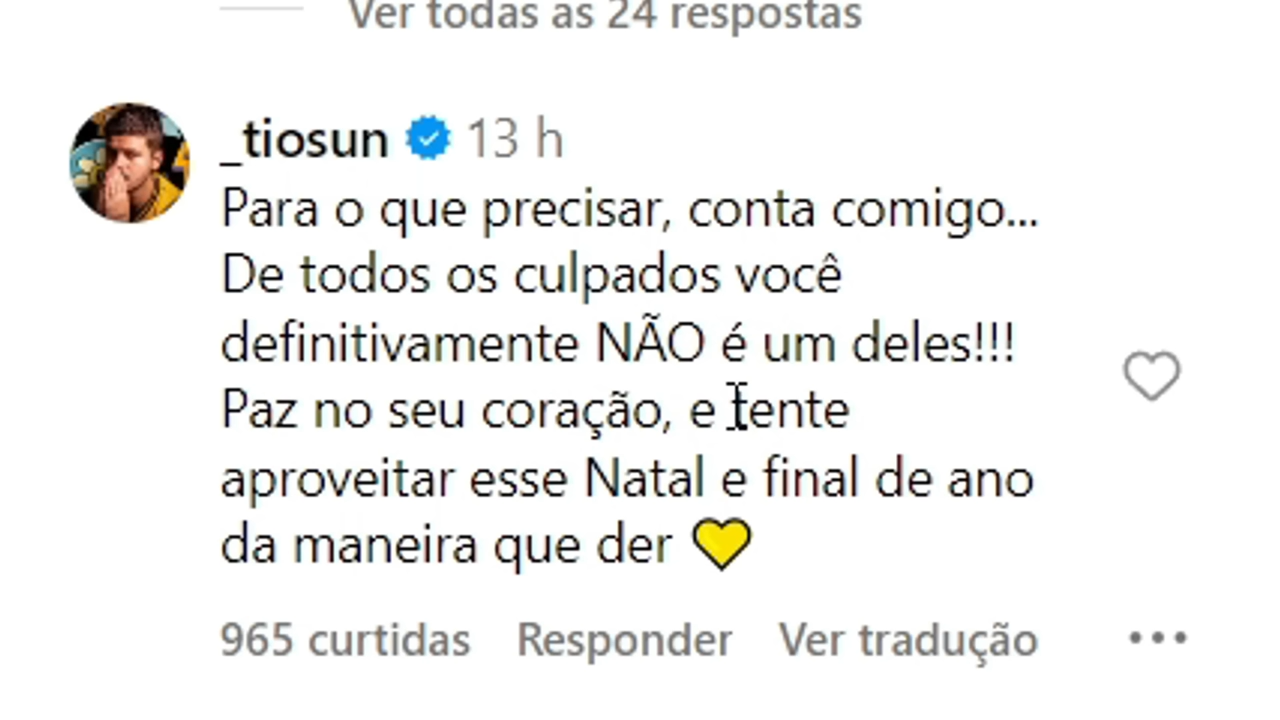 Ver todas as 24 respostas
_tiosun 13 h
Para o que precisar, conta comigo...
De todos os culpados você
definitivamente NÃO é um deles!!!
Paz no seu coração, e tente
aproveitar esse Natal e final de ano
da maneira que der 💛
965 curtidas Responder Ver tradução